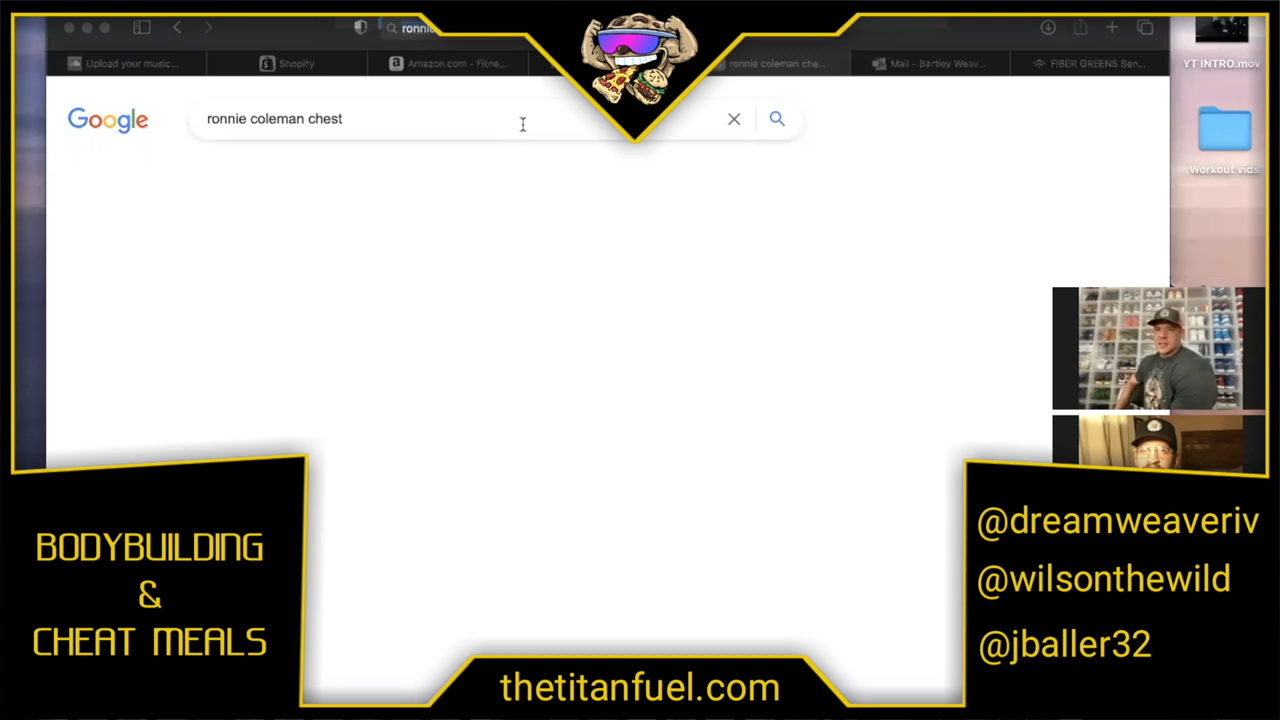 ronnie
Upload your music...
Shopify
Amazon.com - Fitne...
ronnie coleman che...
Mail - Bartley Weav...
FIBER GREENS Sen...
YT INTRO.mov
Google
ronnie coleman chest
Workout vids
BODYBUILDING
&
CHEAT MEALS
@dreamweaveriv
@wilsonthewild
@jballer32
thetitanfuel.com